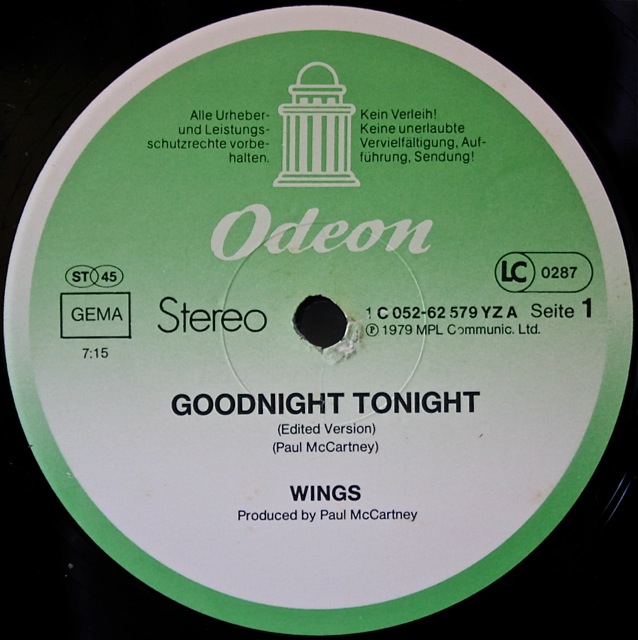 Alle Urheber-
und Leistungs-
schutzrechte vorbe-
halten.
Kein Verleih!
Keine unerlaubte
Vervielfältigung, Auf-
führung, Sendung!
Odeon
ST 45
LC 0287
GEMA
Stereo
1 C 052-62 579 YZ A Seite 1
℗ 1979 MPL Communic. Ltd.
7:15
GOODNIGHT TONIGHT
(Edited Version)
(Paul McCartney)
WINGS
Produced by Paul McCartney